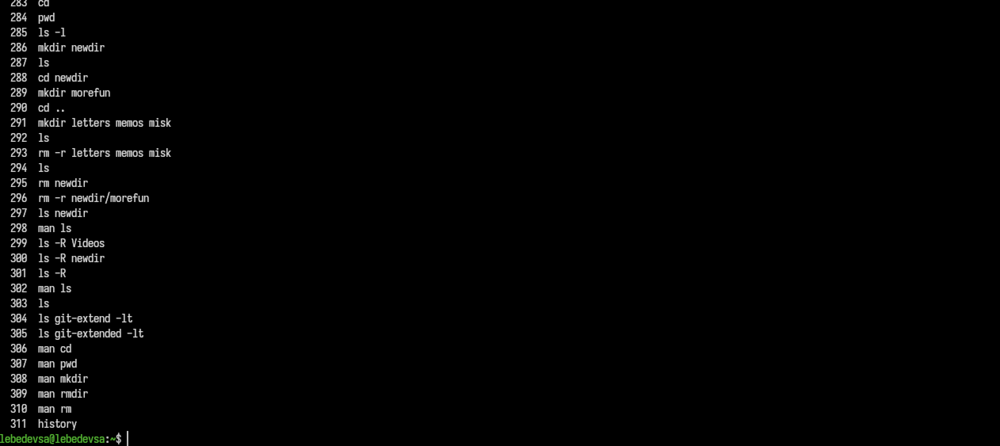 283 cd
284 pwd
285 ls -l
286 mkdir newdir
287 ls
288 cd newdir
289 mkdir morefun
290 cd ..
291 mkdir letters memos misk
292 ls
293 rm -r letters memos misk
294 ls
295 rm newdir
296 rm -r newdir/morefun
297 ls newdir
298 man ls
299 ls -R Videos
300 ls -R newdir
301 ls -R
302 man ls
303 ls
304 ls git-extend -lt
305 ls git-extended -lt
306 man cd
307 man pwd
308 man mkdir
309 man rmdir
310 man rm
311 history
lebedevsa@lebedevsa:~$